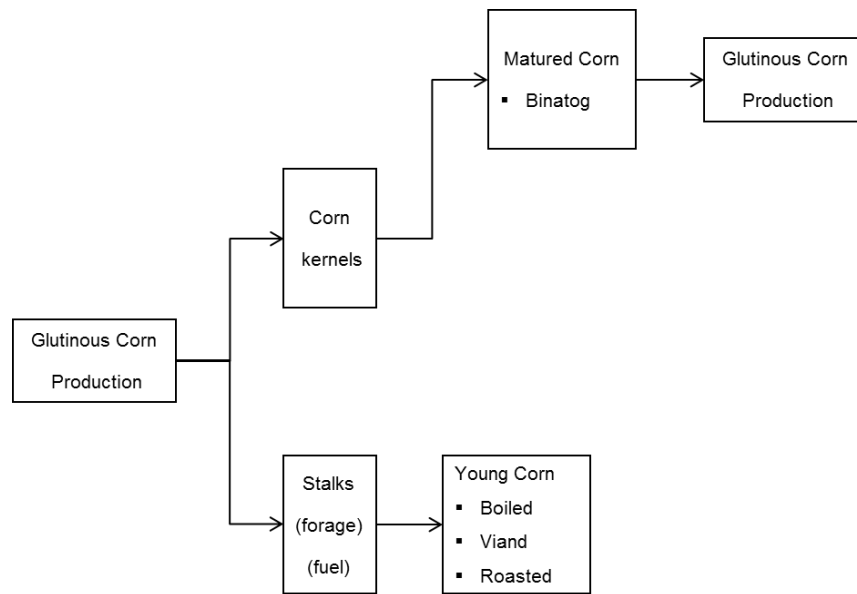 Matured Corn
▪ Binatog
Glutinous Corn
Production
Corn
kernels
Glutinous Corn
Production
Stalks
(forage)
(fuel)
Young Corn
▪ Boiled
▪ Viand
▪ Roasted